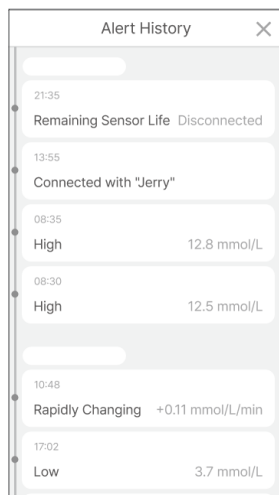 Alert History
21:35
Remaining Sensor Life Disconnected
13:55
Connected with "Jerry"
08:35
High 12.8 mmol/L
08:30
High 12.5 mmol/L
10:48
Rapidly Changing +0.11 mmol/L/min
17:02
Low 3.7 mmol/L